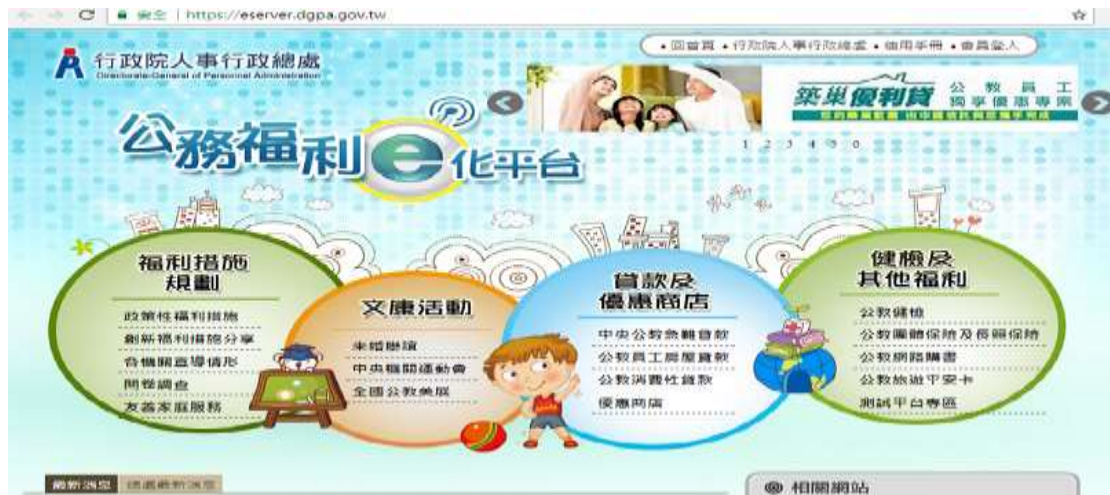 安全 | https://eserver.dgpa.gov.tw
•回首頁 •行政院人事行政總處 •使用手冊 •會員登入
行政院人事行政總處
Directorate-General of Personnel Administration
築巢優利貸
公教員工
獨享優惠專案
公務福利e化平台
福利措施
規劃
政策性福利措施
創新福利措施分享
各機關宣導情形
問卷調查
友善家庭服務
文康活動
未婚聯誼
中央機關運動會
全國公教美展
貸款及
優惠商店
中央公教急難貸款
公教員工房屋貸款
公教消費性貸款
優惠商店
健檢及
其他福利
公教健檢
公教團體保險及長照保險
公教網路購書
公教旅遊平安卡
測試平台專區
最新消息
相關網站